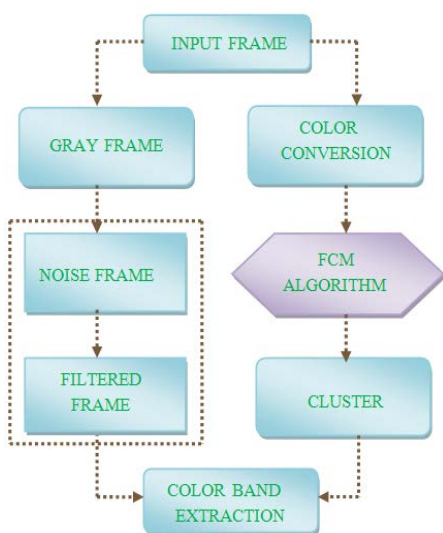 INPUT FRAME
GRAY FRAME
COLOR
CONVERSION
NOISE FRAME
FCM
ALGORITHM
FILTERED
FRAME
CLUSTER
COLOR BAND
EXTRACTION